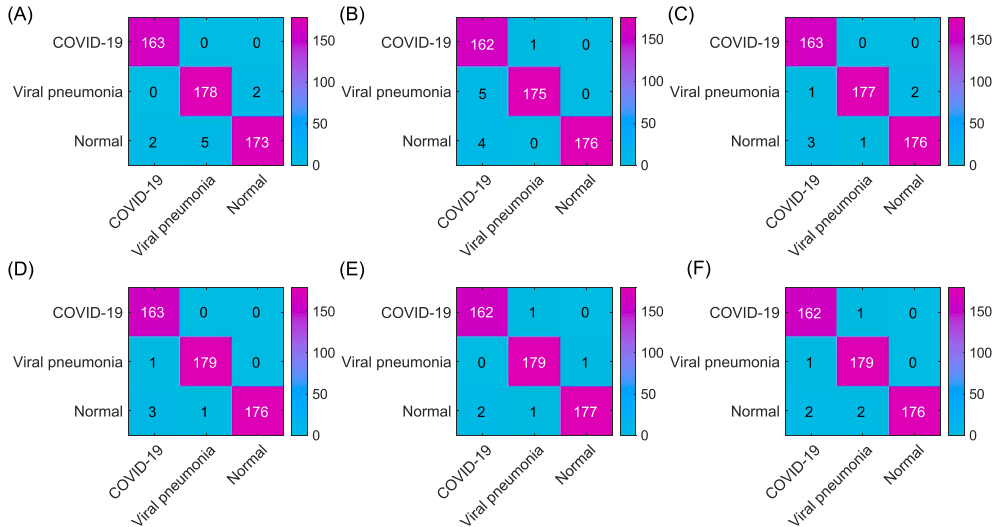 (A)
COVID-19 163 0 0
Viral pneumonia 0 178 2
Normal 2 5 173
150
100
50
0
COVID-19
Viral pneumonia
Normal
(B)
COVID-19 162 1 0
Viral pneumonia 5 175 0
Normal 4 0 176
150
100
50
0
COVID-19
Viral pneumonia
Normal
(C)
COVID-19 163 0 0
Viral pneumonia 1 177 2
Normal 3 1 176
150
100
50
0
COVID-19
Viral pneumonia
Normal
(D)
COVID-19 163 0 0
Viral pneumonia 1 179 0
Normal 3 1 176
150
100
50
0
COVID-19
Viral pneumonia
Normal
(E)
COVID-19 162 1 0
Viral pneumonia 0 179 1
Normal 2 1 177
150
100
50
0
COVID-19
Viral pneumonia
Normal
(F)
COVID-19 162 1 0
Viral pneumonia 1 179 0
Normal 2 2 176
150
100
50
0
COVID-19
Viral pneumonia
Normal